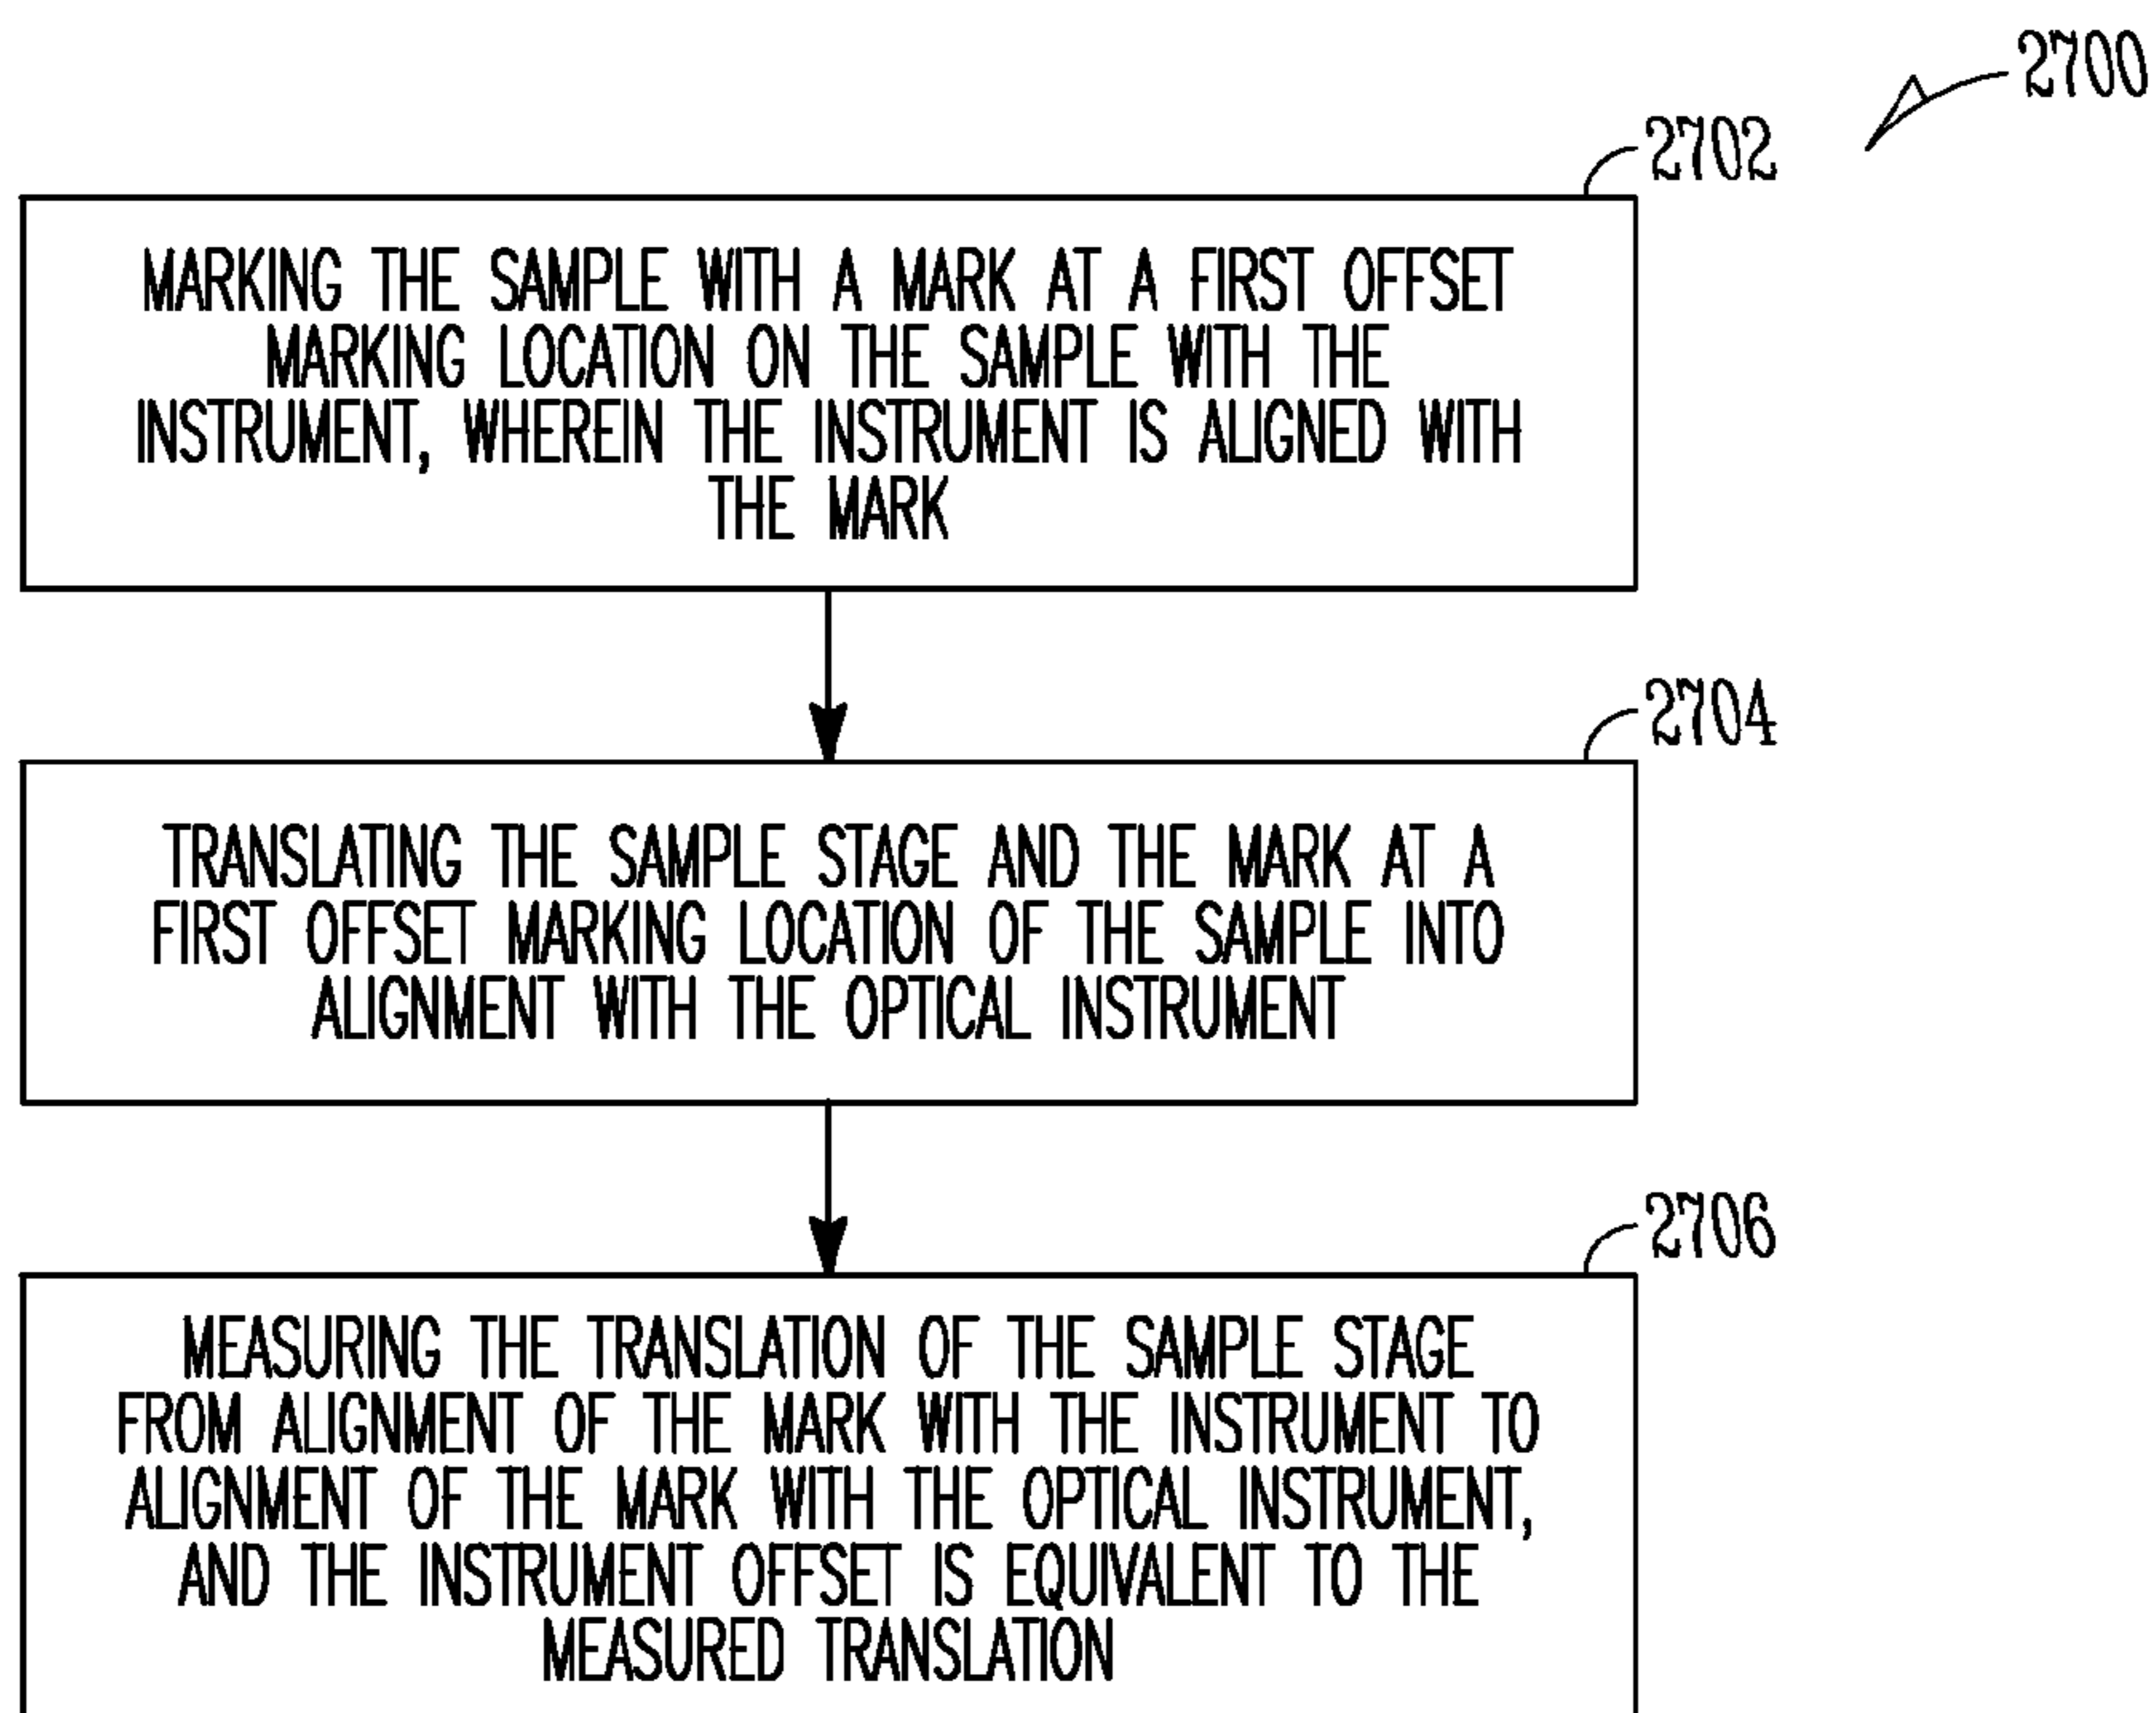 2700
2702
MARKING THE SAMPLE WITH A MARK AT A FIRST OFFSET
MARKING LOCATION ON THE SAMPLE WITH THE
INSTRUMENT, WHEREIN THE INSTRUMENT IS ALIGNED WITH
THE MARK
2704
TRANSLATING THE SAMPLE STAGE AND THE MARK AT A
FIRST OFFSET MARKING LOCATION OF THE SAMPLE INTO
ALIGNMENT WITH THE OPTICAL INSTRUMENT
2706
MEASURING THE TRANSLATION OF THE SAMPLE STAGE
FROM ALIGNMENT OF THE MARK WITH THE INSTRUMENT TO
ALIGNMENT OF THE MARK WITH THE OPTICAL INSTRUMENT,
AND THE INSTRUMENT OFFSET IS EQUIVALENT TO THE
MEASURED TRANSLATION